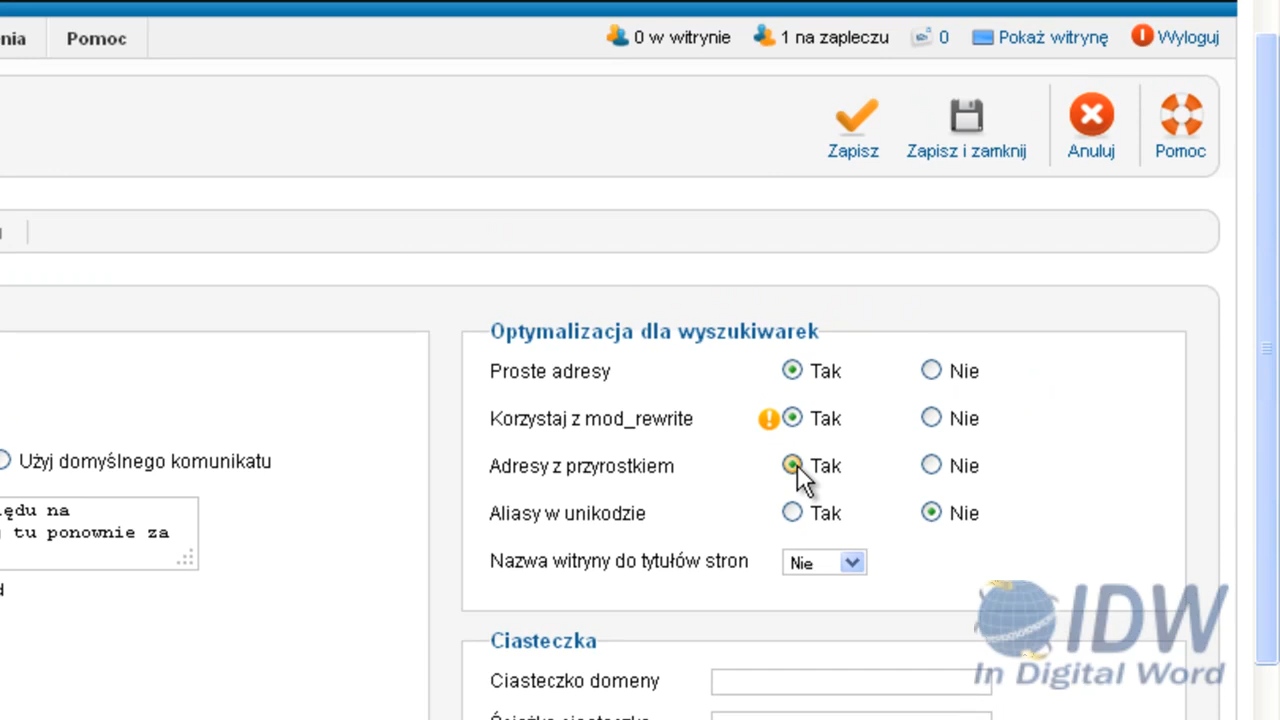 nia
Pomoc
0 w witrynie
1 na zapleczu
0
Pokaż witrynę
Wyloguj
Zapisz
Zapisz i zamknij
Anuluj
Pomoc
Użyj domyślnego komunikatu
ędu na
tu ponownie za
Optymalizacja dla wyszukiwarek
Proste adresy Tak Nie
Korzystaj z mod_rewrite Tak Nie
Adresy z przyrostkiem Tak Nie
Aliasy w unikodzie Tak Nie
Nazwa witryny do tytułów stron Nie
Ciasteczka
Ciasteczko domeny
IDW
In Digital Word